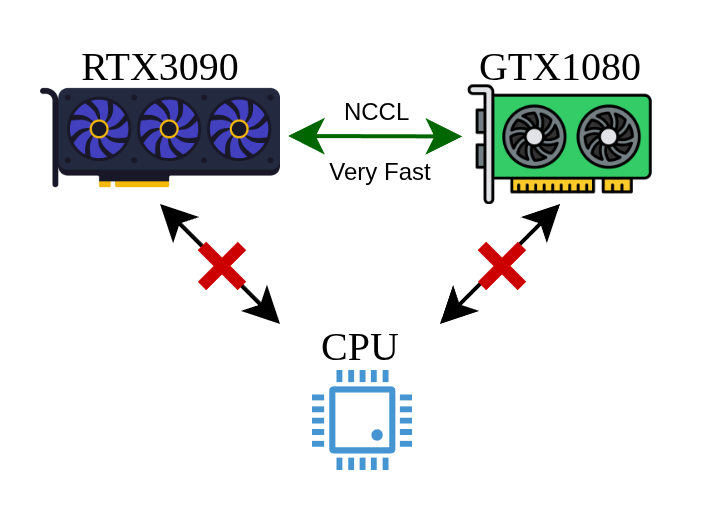 RTX3090
GTX1080
NCCL
Very Fast
CPU